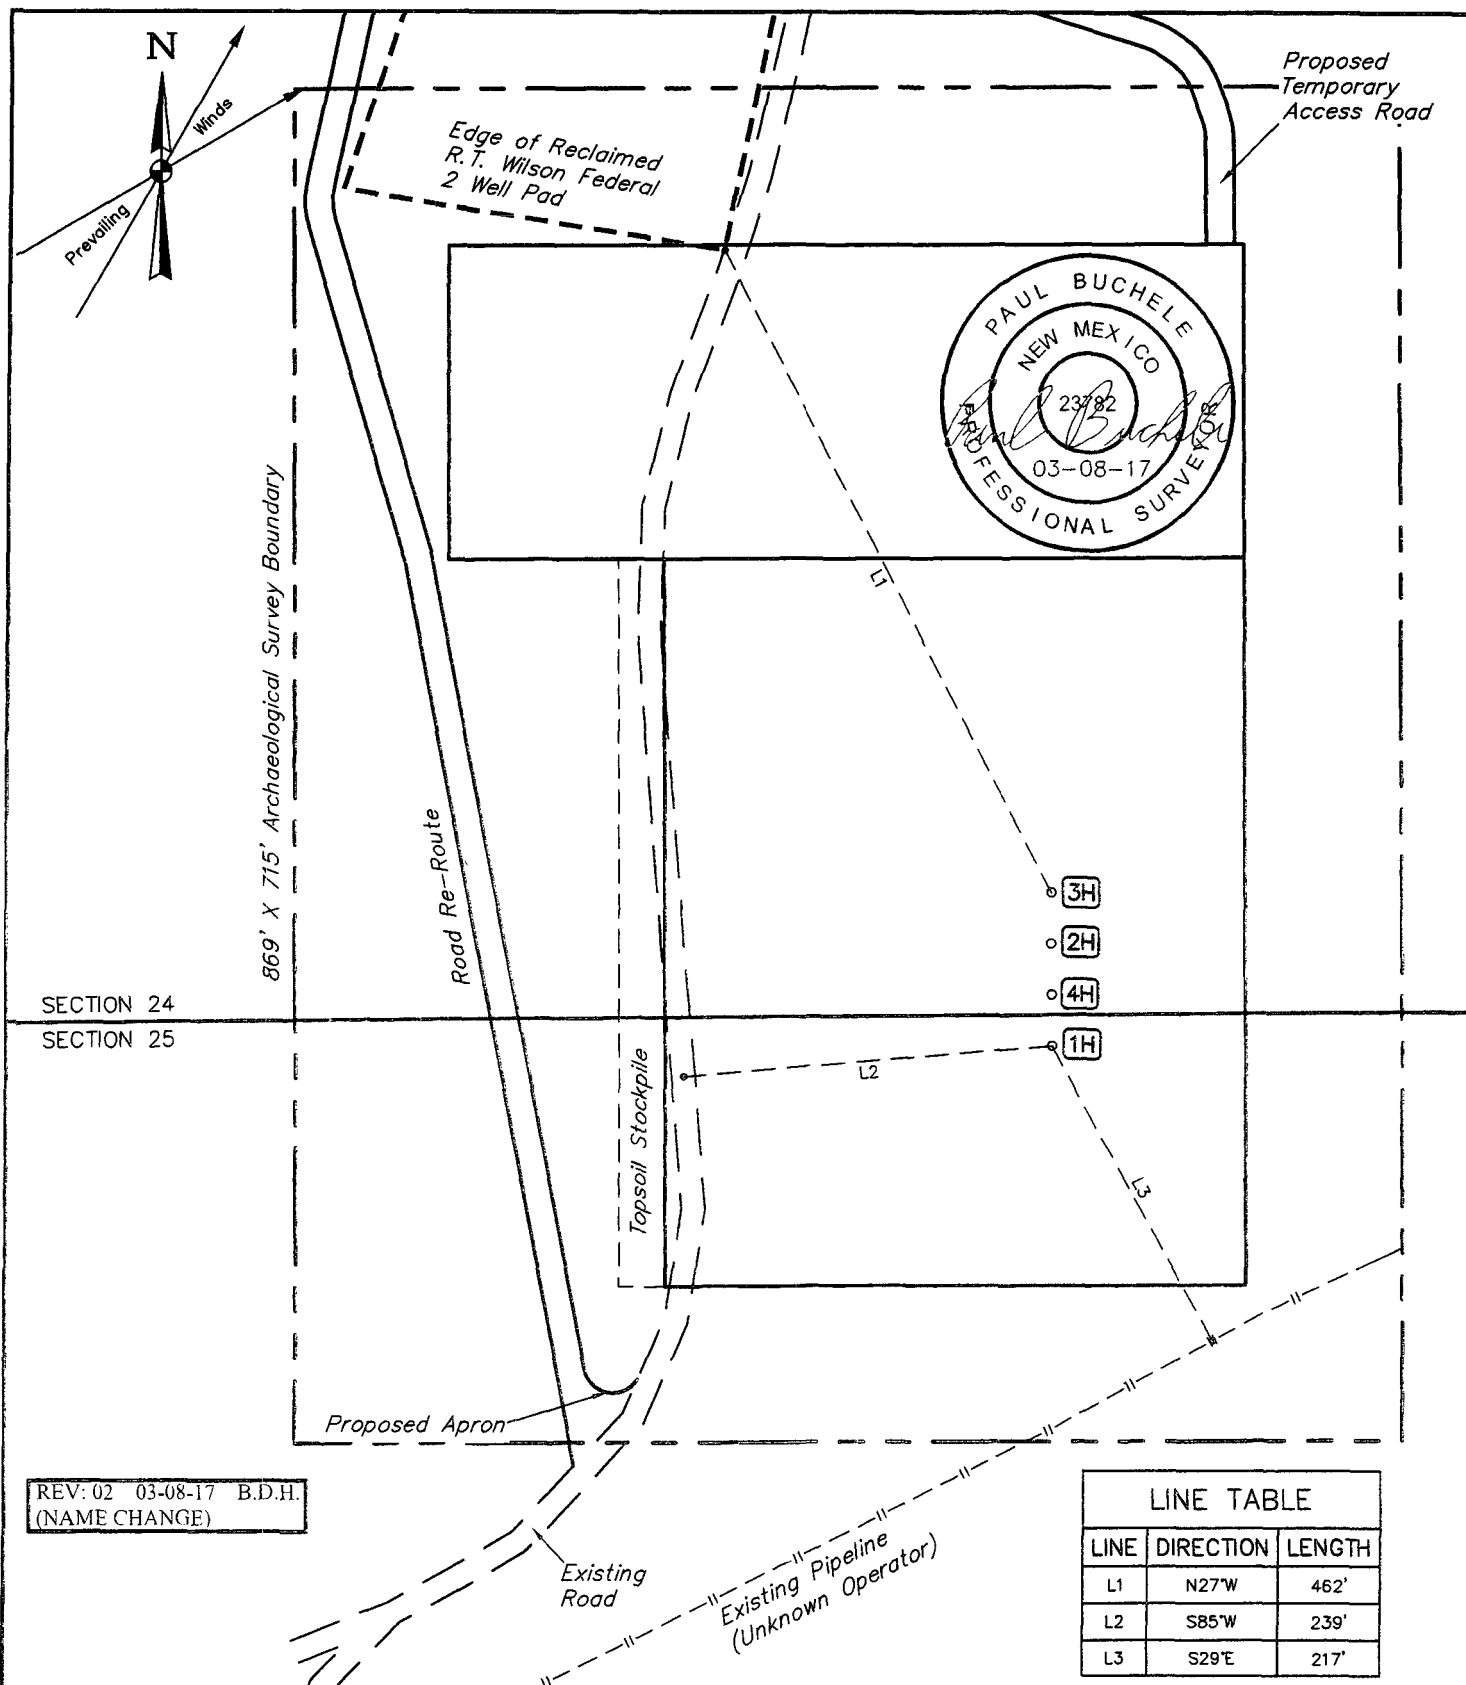 N
Winds
Prevailing
Proposed
Temporary
Access Road
Edge of Reclaimed
R.T. Wilson Federal
2 Well Pad
PAUL BUCHELE
NEW MEXICO
23782
Paul Buchele
03-08-17
PROFESSIONAL SURVEYOR
869' X 715' Archaeological Survey Boundary
L1
Road Re-Route
3H
2H
SECTION 24
4H
SECTION 25
1H
L2
Topsoil Stockpile
L3
Proposed Apron
REV: 02 03-08-17 B.D.H.
(NAME CHANGE)
Existing
Road
Existing Pipeline
(Unknown Operator)
LINE TABLE
LINE DIRECTION LENGTH
L1 N27°W 462'
L2 S85°W 239'
L3 S29°E 217'